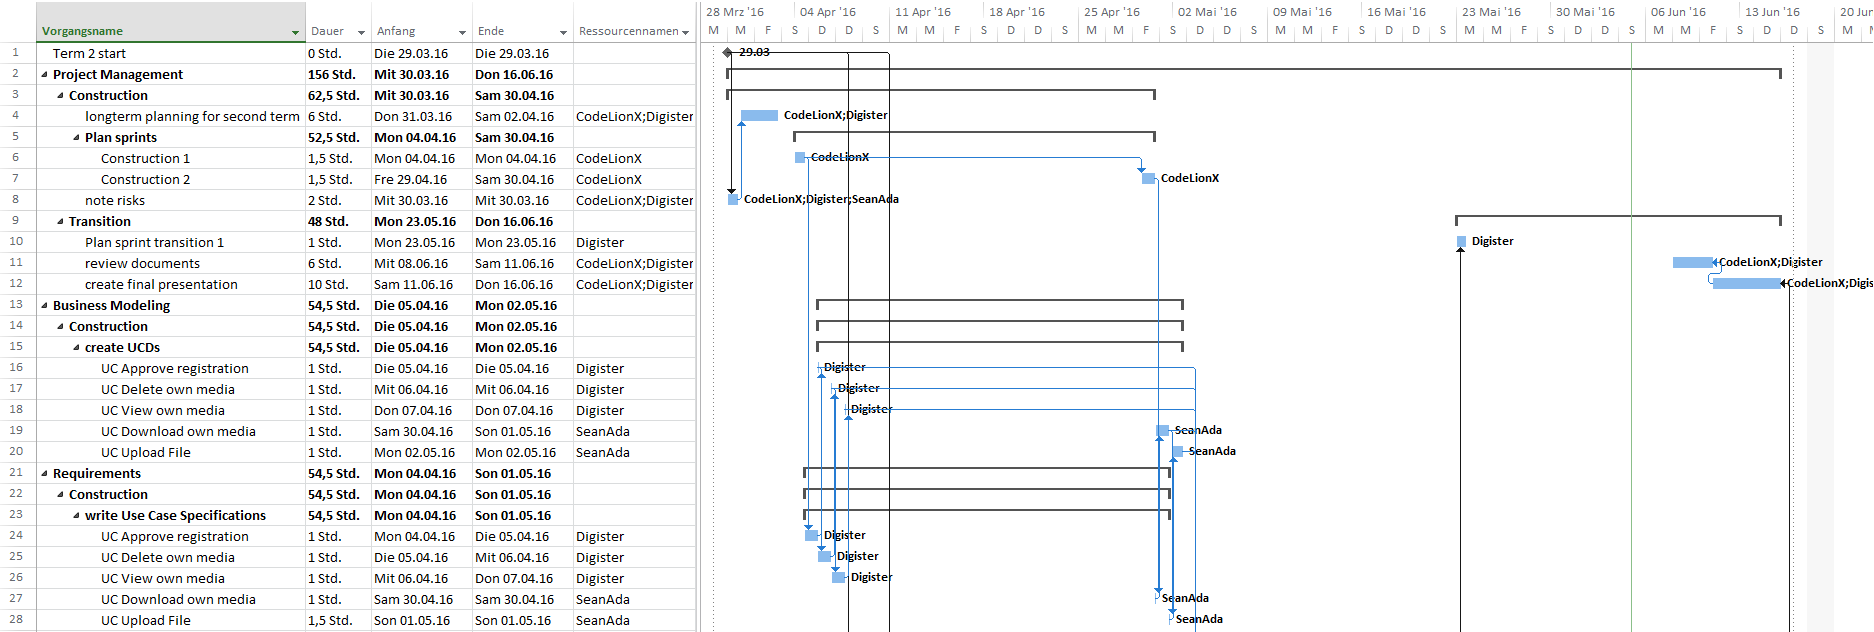 28 Mrz '16 04 Apr '16 11 Apr '16 18 Apr '16 25 Apr '16 02 Mai '16 09 Mai '16 16 Mai '16 23 Mai '16 30 Mai '16 06 Jun '16 13 Jun '16 20 Jun
Vorgangsname Dauer Anfang Ende Ressourcennamen M M F S D D S M M F S D D S M M F S D D S M M F S D D S M M F S D D S M M F S D D S M
1 Term 2 start 0 Std. Die 29.03.16 Die 29.03.16 29.03
2 Project Management 156 Std. Mit 30.03.16 Don 16.06.16
3 Construction 62,5 Std. Mit 30.03.16 Sam 30.04.16
4 longterm planning for second term 6 Std. Don 31.03.16 Sam 02.04.16 CodeLionX;Digister CodeLionX;Digister
5 Plan sprints 52,5 Std. Mon 04.04.16 Sam 30.04.16
6 Construction 1 1,5 Std. Mon 04.04.16 Mon 04.04.16 CodeLionX CodeLionX
7 Construction 2 1,5 Std. Fre 29.04.16 Sam 30.04.16 CodeLionX CodeLionX
8 note risks 2 Std. Mit 30.03.16 Mit 30.03.16 CodeLionX;Digister CodeLionX;Digister;SeanAda
9 Transition 48 Std. Mon 23.05.16 Don 16.06.16
10 Plan sprint transition 1 1 Std. Mon 23.05.16 Mon 23.05.16 Digister Digister
11 review documents 6 Std. Mit 08.06.16 Sam 11.06.16 CodeLionX;Digister CodeLionX;Digister
12 create final presentation 10 Std. Sam 11.06.16 Don 16.06.16 CodeLionX;Digister CodeLionX;Digis
13 Business Modeling 54,5 Std. Die 05.04.16 Mon 02.05.16
14 Construction 54,5 Std. Die 05.04.16 Mon 02.05.16
15 create UCDs 54,5 Std. Die 05.04.16 Mon 02.05.16
16 UC Approve registration 1 Std. Die 05.04.16 Die 05.04.16 Digister Digister
17 UC Delete own media 1 Std. Mit 06.04.16 Mit 06.04.16 Digister Digister
18 UC View own media 1 Std. Don 07.04.16 Don 07.04.16 Digister Digister
19 UC Download own media 1 Std. Sam 30.04.16 Son 01.05.16 SeanAda SeanAda
20 UC Upload File 1 Std. Mon 02.05.16 Mon 02.05.16 SeanAda SeanAda
21 Requirements 54,5 Std. Mon 04.04.16 Son 01.05.16
22 Construction 54,5 Std. Mon 04.04.16 Son 01.05.16
23 write Use Case Specifications 54,5 Std. Mon 04.04.16 Son 01.05.16
24 UC Approve registration 1 Std. Mon 04.04.16 Die 05.04.16 Digister Digister
25 UC Delete own media 1 Std. Die 05.04.16 Mit 06.04.16 Digister Digister
26 UC View own media 1 Std. Mit 06.04.16 Don 07.04.16 Digister Digister
27 UC Download own media 1 Std. Sam 30.04.16 Sam 30.04.16 SeanAda SeanAda
28 UC Upload File 1,5 Std. Son 01.05.16 Son 01.05.16 SeanAda SeanAda